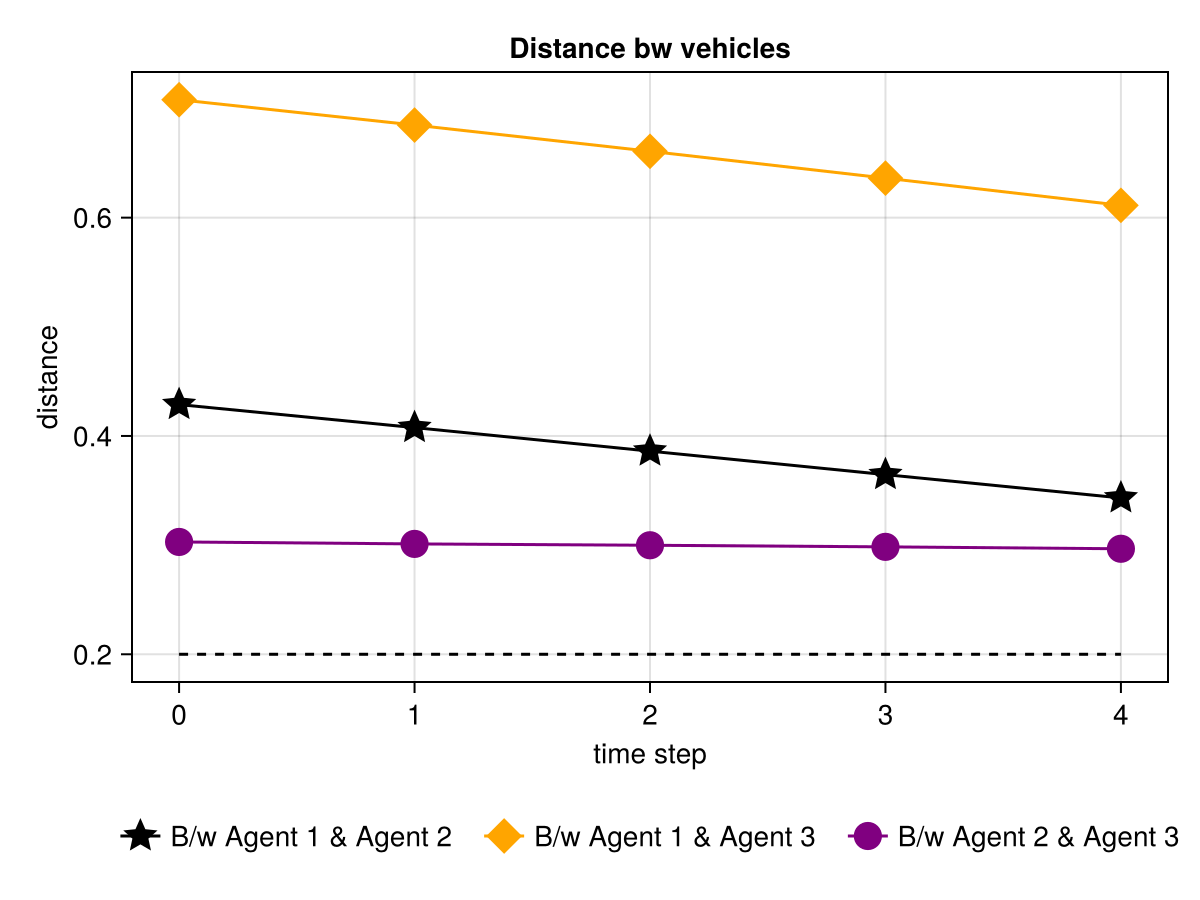 Distance bw vehicles
distance
0.6
0.4
0.2
0 1 2 3 4
time step
B/w Agent 1 & Agent 2 B/w Agent 1 & Agent 3 B/w Agent 2 & Agent 3